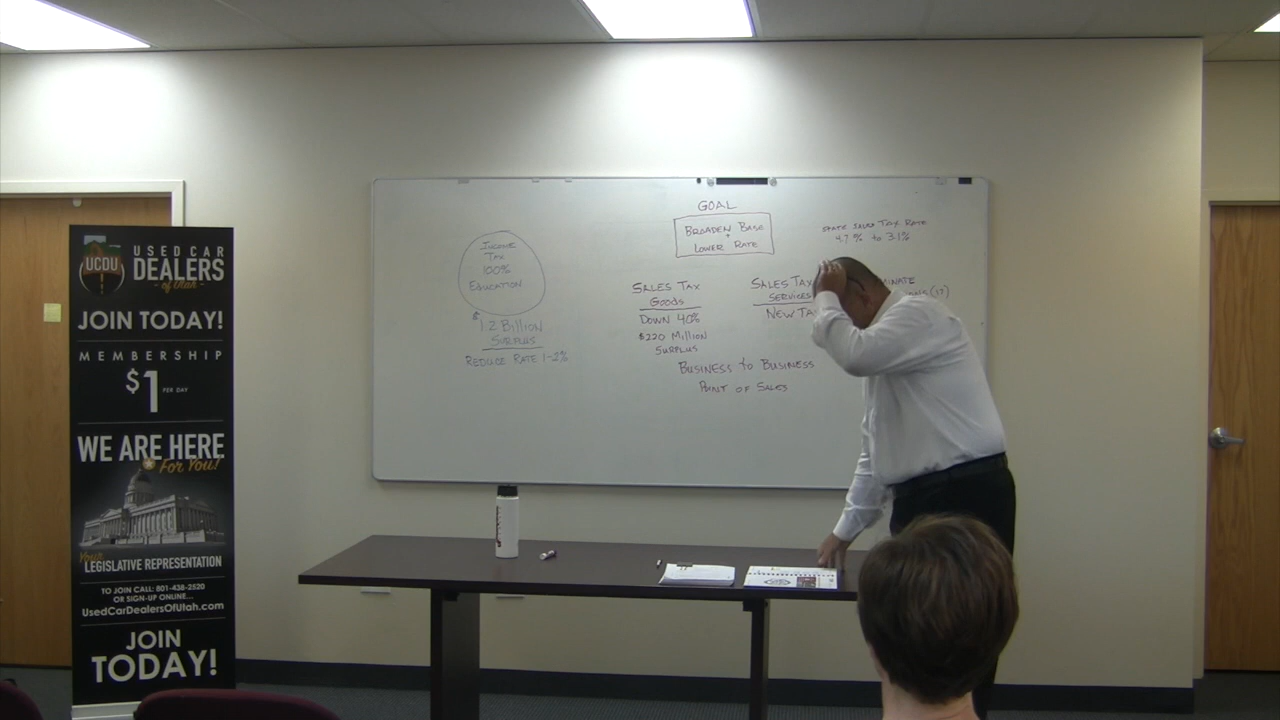 UCDU
USED CAR
DEALERS
of Utah
JOIN TODAY!
MEMBERSHIP
$1 PER DAY
WE ARE HERE
For You!
Your
LEGISLATIVE REPRESENTATION
TO JOIN CALL: 801-438-2520
OR SIGN-UP ONLINE...
UsedCarDealersOfUtah.com
JOIN
TODAY!
INCOME
TAX
100%
EDUCATION
$1.2 BILLION
SURPLUS
REDUCE RATE 1-2%
GOAL
BROADEN BASE
+
LOWER RATE
STATE SALES TAX RATE
4.7% to 3.1%
SALES TAX
GOODS
DOWN 40%
$220 MILLION
SURPLUS
SALES TAX
SERVICES
NEW
BUSINESS to BUSINESS
POINT OF SALES